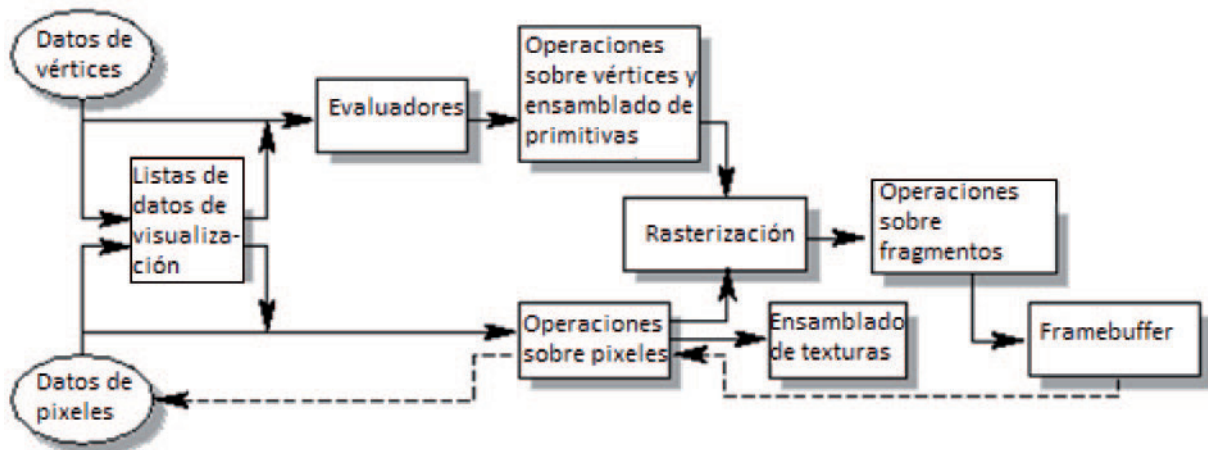 Datos de
vértices
Evaluadores
Operaciones
sobre vértices y
ensamblado de
primitivas
Listas de
datos de
visualiza-
ción
Rasterización
Operaciones
sobre
fragmentos
Operaciones
sobre pixeles
Ensamblado
de texturas
Framebuffer
Datos de
pixeles